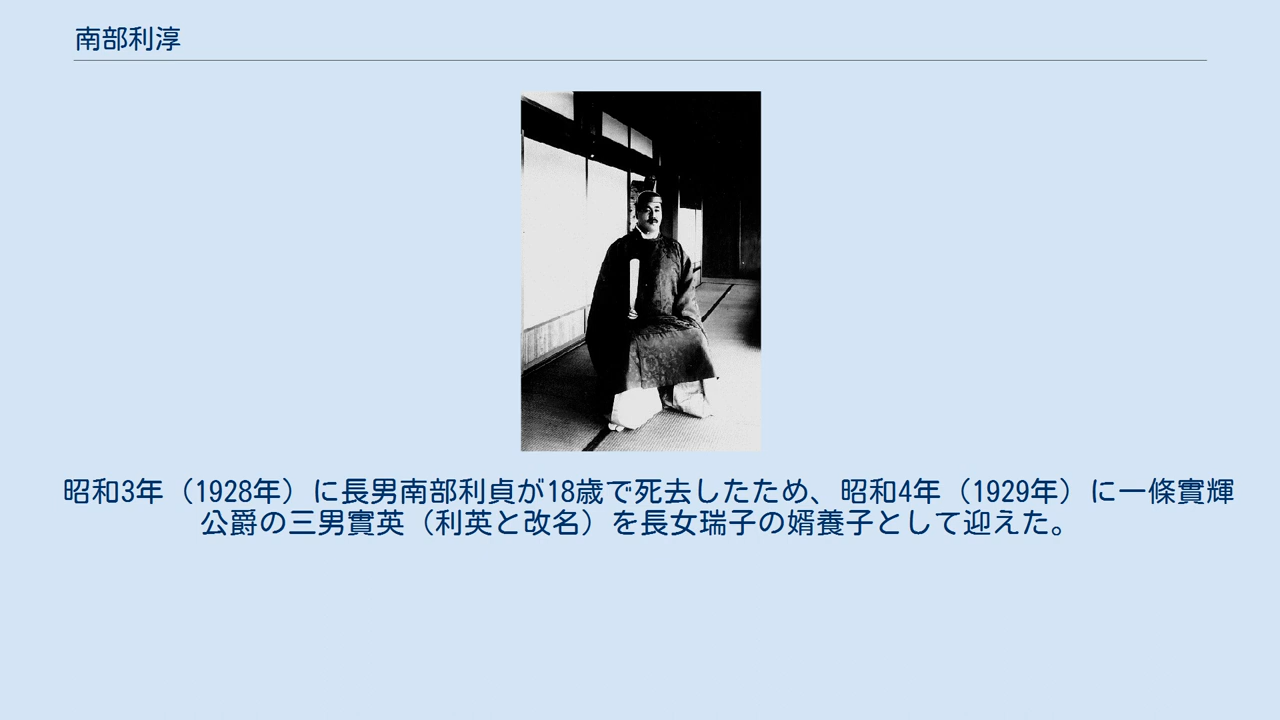 南部利淳
昭和3年（1928年）に長男南部利貞が18歳で死去したため、昭和4年（1929年）に一條實輝
公爵の三男實英（利英と改名）を長女瑞子の婿養子として迎えた。